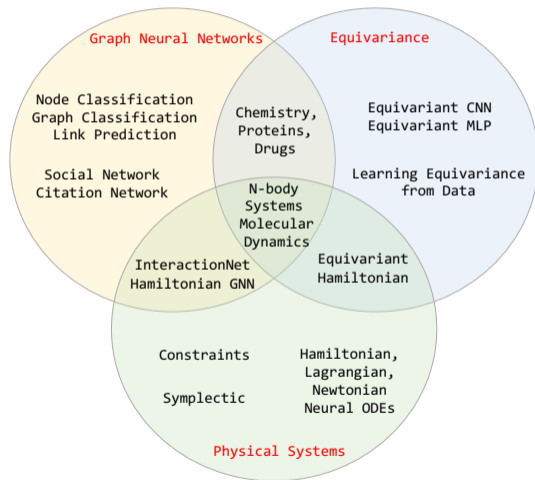 Graph Neural Networks
Equivariance
Node Classification
Graph Classification
Link Prediction
Social Network
Citation Network
Chemistry,
Proteins,
Drugs
Equivariant CNN
Equivariant MLP
Learning Equivariance
from Data
N-body
Systems
Molecular
Dynamics
InteractionNet
Hamiltonian GNN
Equivariant
Hamiltonian
Constraints
Symplectic
Hamiltonian,
Lagrangian,
Newtonian
Neural ODEs
Physical Systems